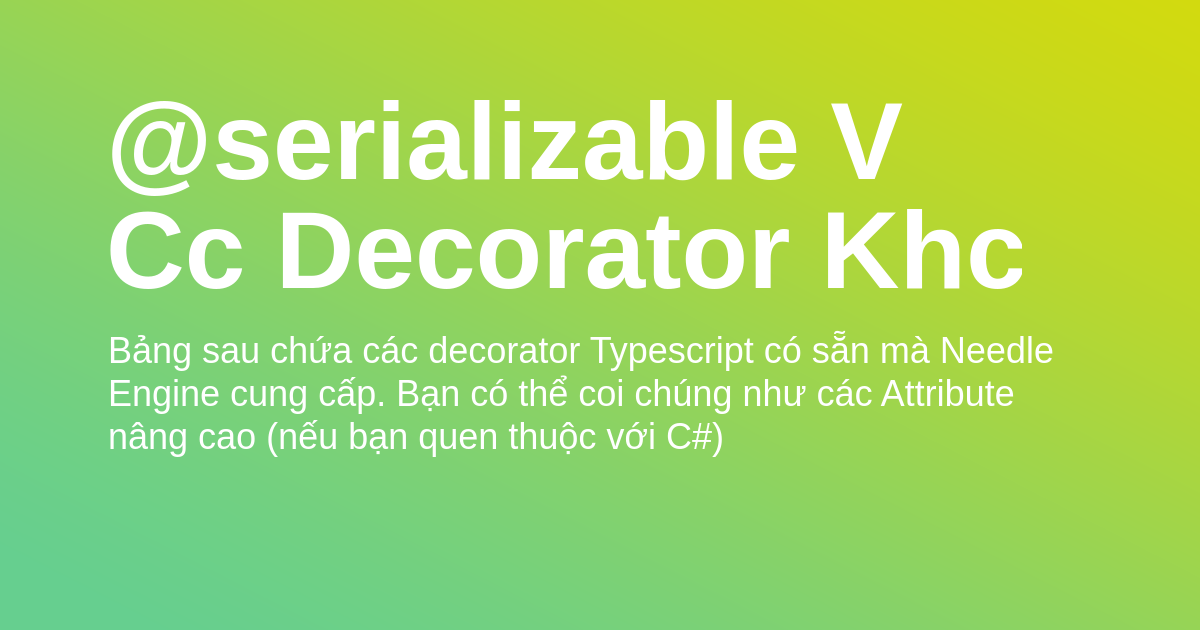 @serializable V
Cc Decorator Khc
Bảng sau chứa các decorator Typescript có sẵn mà Needle
Engine cung cấp. Bạn có thể coi chúng như các Attribute
nâng cao (nếu bạn quen thuộc với C#)